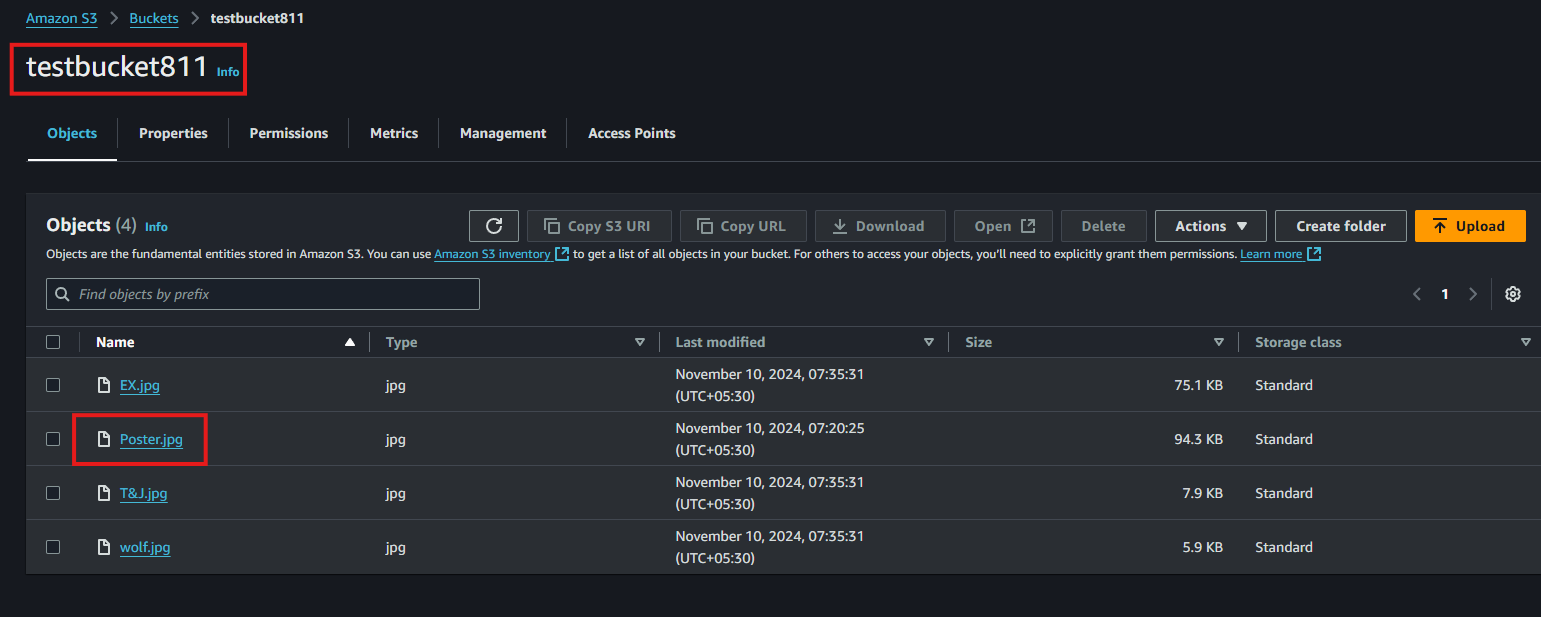 Amazon S3 > Buckets > testbucket811
testbucket811 Info
Objects Properties Permissions Metrics Management Access Points
Objects (4) Info Copy S3 URI Copy URL Download Open Delete Actions Create folder Upload
Objects are the fundamental entities stored in Amazon S3. You can use Amazon S3 inventory to get a list of all objects in your bucket. For others to access your objects, you'll need to explicitly grant them permissions. Learn more
Find objects by prefix 1
Name Type Last modified Size Storage class
EX.jpg jpg November 10, 2024, 07:35:31 (UTC+05:30) 75.1 KB Standard
Poster.jpg jpg November 10, 2024, 07:20:25 (UTC+05:30) 94.3 KB Standard
T&J.jpg jpg November 10, 2024, 07:35:31 (UTC+05:30) 7.9 KB Standard
wolf.jpg jpg November 10, 2024, 07:35:31 (UTC+05:30) 5.9 KB Standard